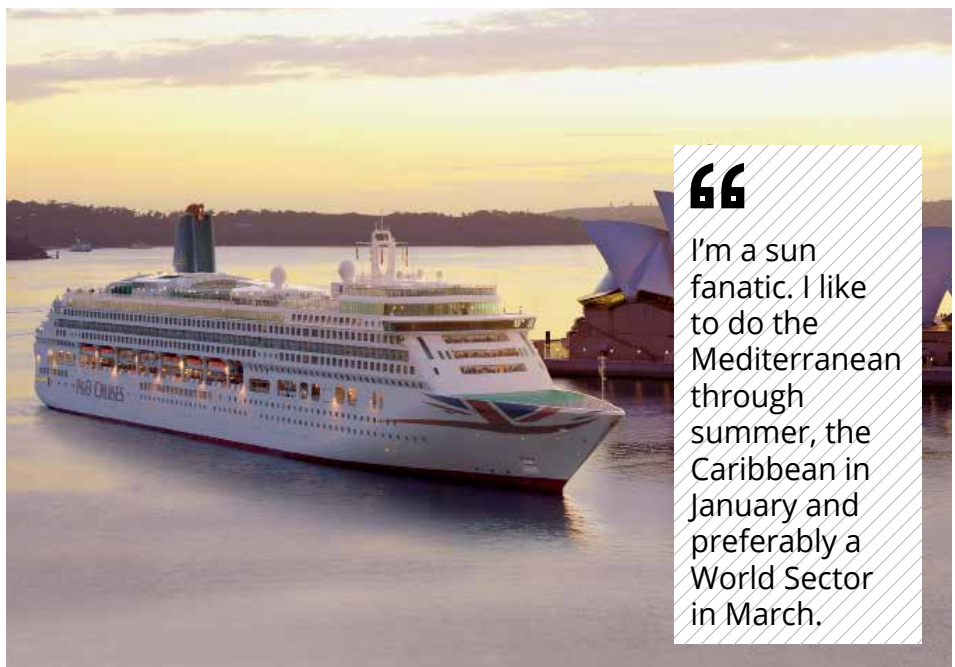 P&O CRUISES
“
I’m a sun
fanatic. I like
to do the
Mediterranean
through
summer, the
Caribbean in
January and
preferably a
World Sector
in March.